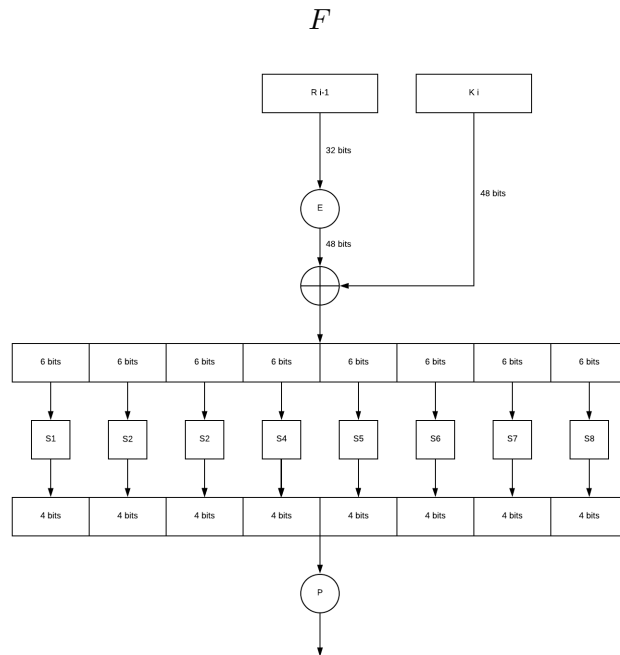 F
R i-1 K i
32 bits
E
48 bits
48 bits
6 bits 6 bits 6 bits 6 bits 6 bits 6 bits 6 bits 6 bits
S1 S2 S2 S4 S5 S6 S7 S8
4 bits 4 bits 4 bits 4 bits 4 bits 4 bits 4 bits 4 bits
P